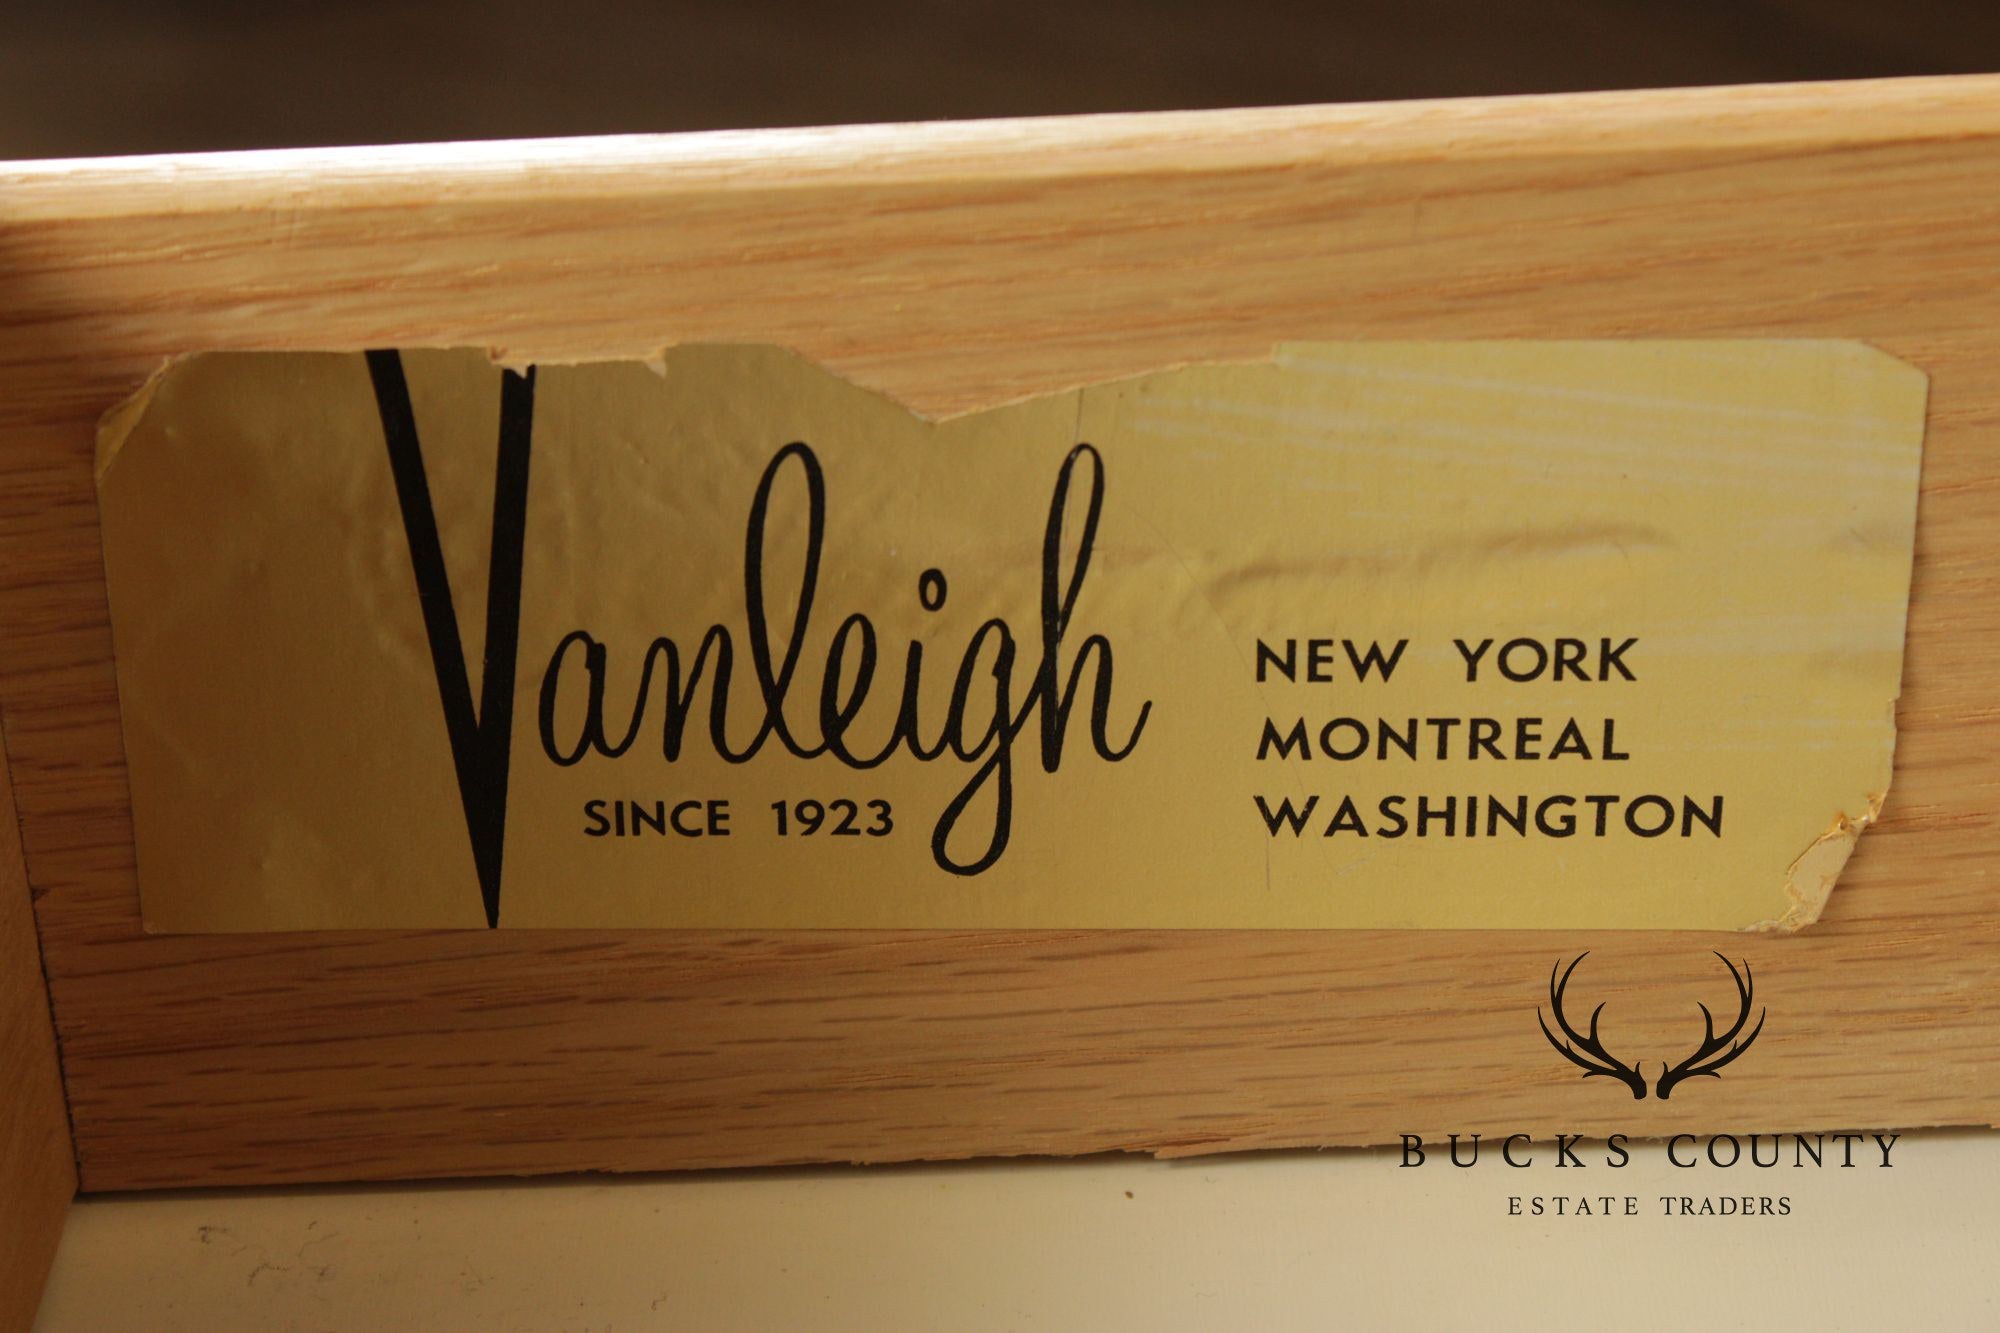 Vanleigh
SINCE 1923
NEW YORK
MONTREAL
WASHINGTON
BUCKS COUNTY
ESTATE TRADERS